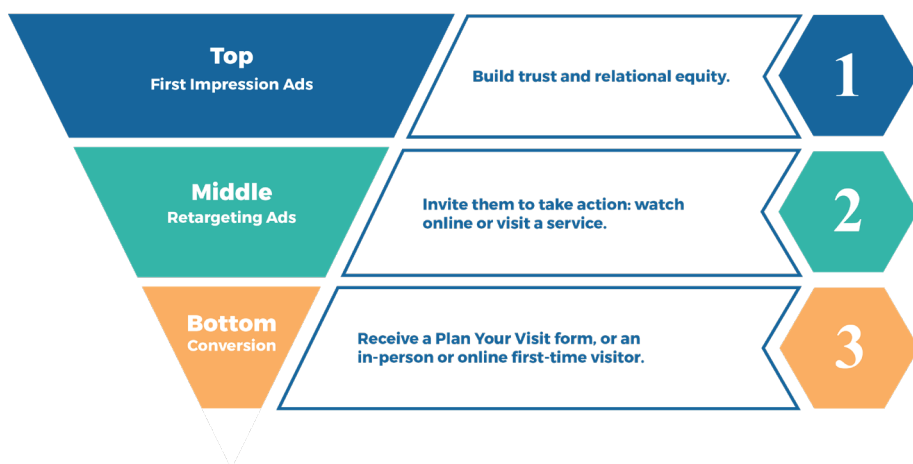 Top
First Impression Ads
Build trust and relational equity.
1
Middle
Retargeting Ads
Invite them to take action: watch
online or visit a service.
2
Bottom
Conversion
Receive a Plan Your Visit form, or an
in-person or online first-time visitor.
3